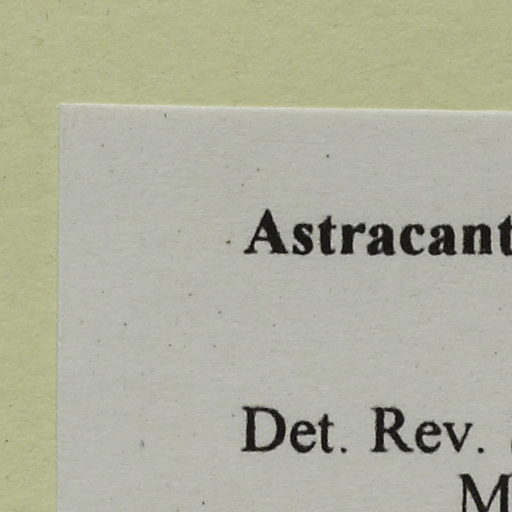 Astracant
Det. Rev.
M